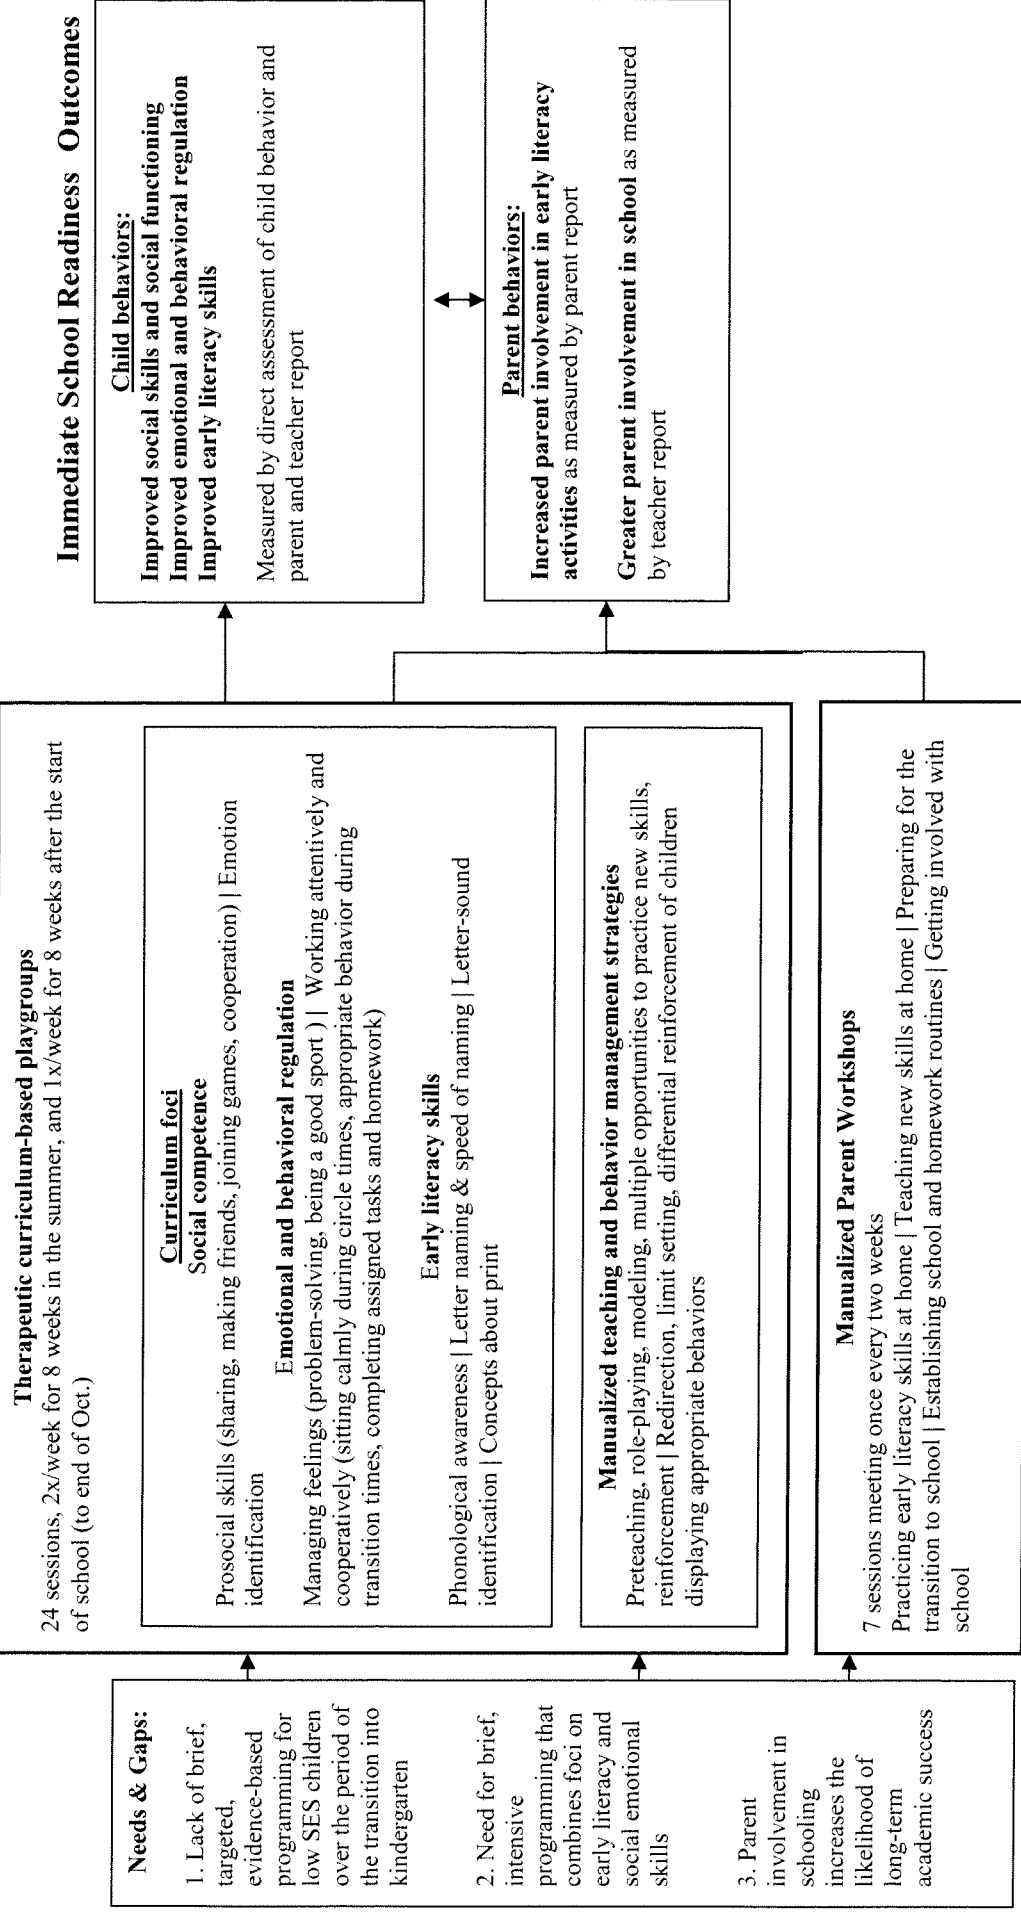 Needs & Gaps:
1. Lack of brief,
targeted,
evidence-based
programming for
low SES children
over the period of
the transition into
kindergarten
2. Need for brief,
intensive
programming that
combines foci on
early literacy and
social emotional
skills
3. Parent
involvement in
schooling
increases the
likelihood of
long-term
academic success
Therapeutic curriculum-based playgroups
24 sessions, 2x/week for 8 weeks in the summer, and 1x/week for 8 weeks after the start
of school (to end of Oct.)
Curriculum foci
Social competence
Prosocial skills (sharing, making friends, joining games, cooperation) | Emotion
identification
Emotional and behavioral regulation
Managing feelings (problem-solving, being a good sport ) | Working attentively and
cooperatively (sitting calmly during circle times, appropriate behavior during
transition times, completing assigned tasks and homework)
Early literacy skills
Phonological awareness | Letter naming & speed of naming | Letter-sound
identification | Concepts about print
Manualized teaching and behavior management strategies
Preteaching, role-playing, modeling, multiple opportunities to practice new skills,
reinforcement | Redirection, limit setting, differential reinforcement of children
displaying appropriate behaviors
Manualized Parent Workshops
7 sessions meeting once every two weeks
Practicing early literacy skills at home | Teaching new skills at home | Preparing for the
transition to school | Establishing school and homework routines | Getting involved with
school
Immediate School Readiness Outcomes
Child behaviors:
Improved social skills and social functioning
Improved emotional and behavioral regulation
Improved early literacy skills
Measured by direct assessment of child behavior and
parent and teacher report
Parent behaviors:
Increased parent involvement in early literacy
activities as measured by parent report
Greater parent involvement in school as measured
by teacher report